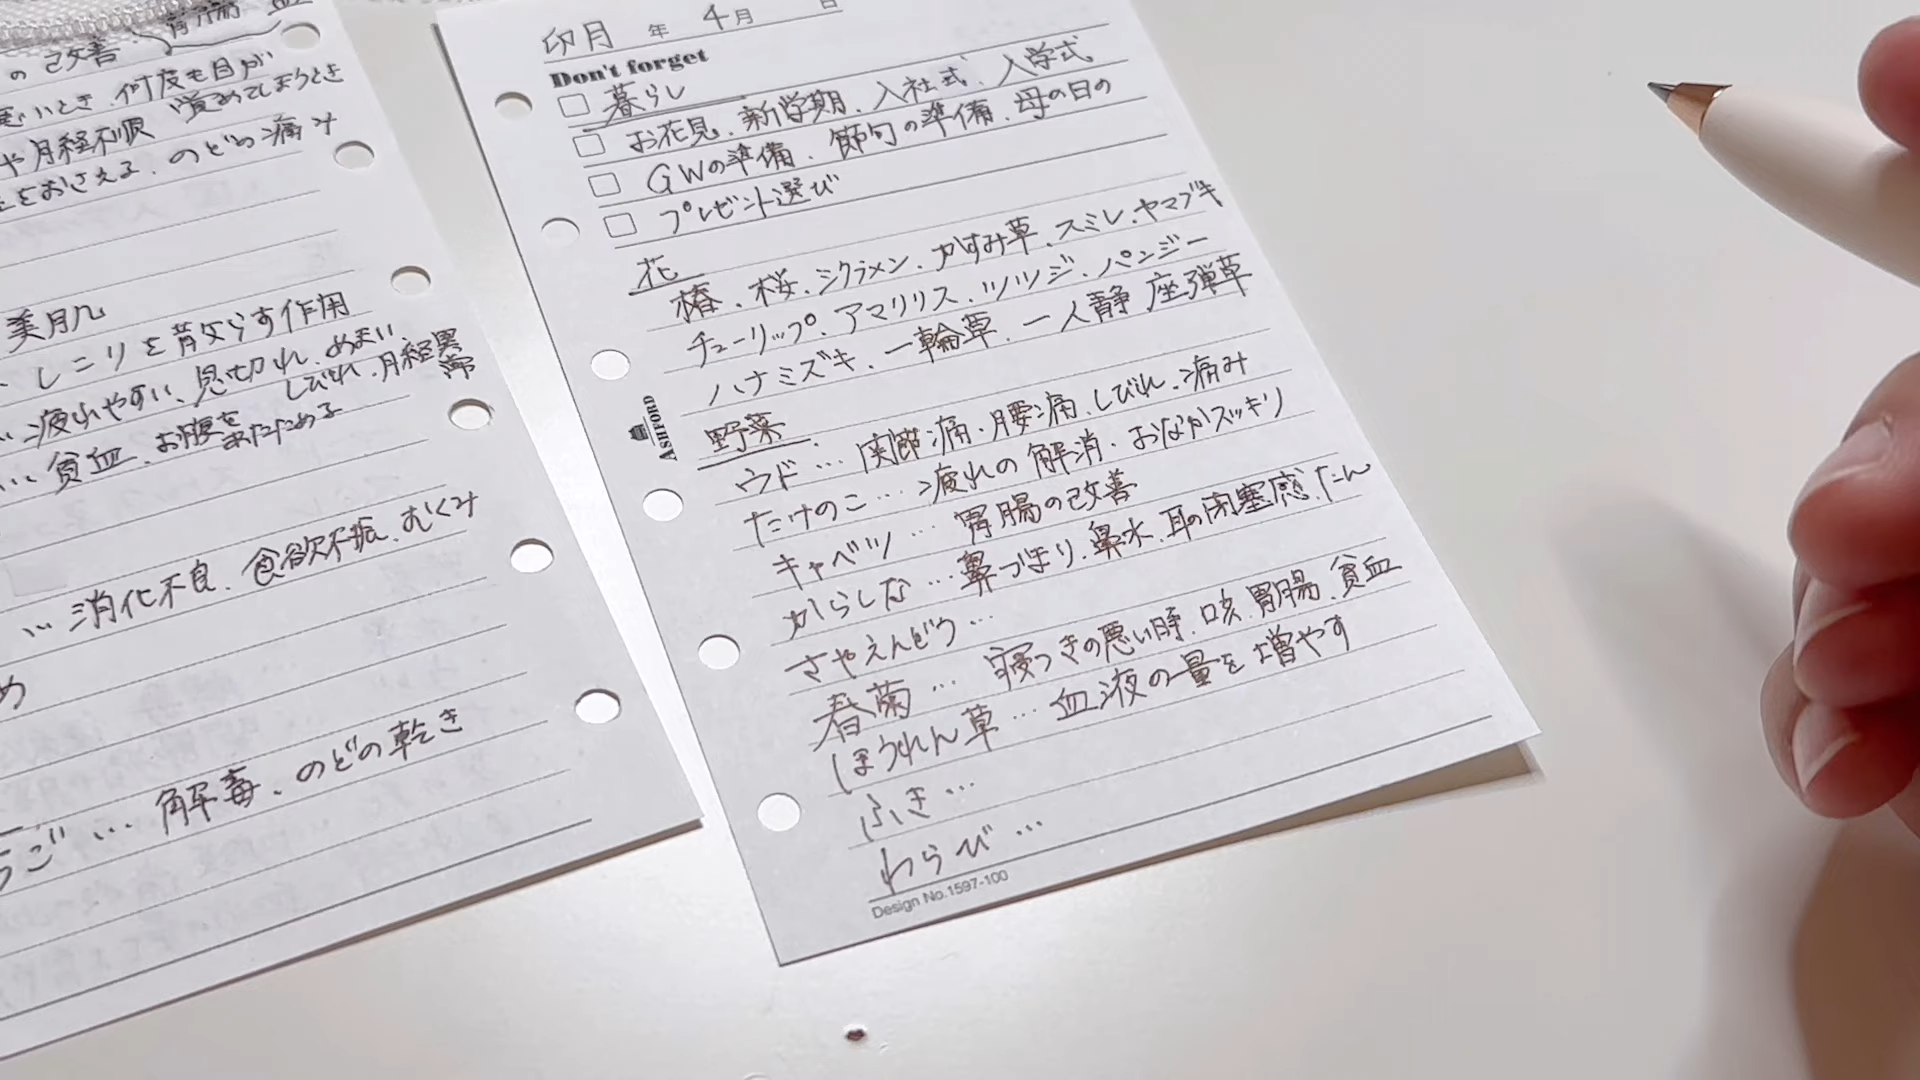 の改善
悪いとき、何度も目が
や月経不順 覚めてしまうとき
をおさえる、のどの痛み
美肌
しこりを散らす作用
…疲れやすい、息切れ、めまい
しびれ、月経異常
…貧血、お腹をあたためる
…消化不良、食欲不振、むくみ
め
…解毒、のどの乾き
卯月 年 4月 日
Don't forget
暮らし
お花見、新学期、入社式、入学式
GWの準備、節句の準備、母の日の
プレゼント選び
花
椿、桜、シクラメン、かすみ草、スミレ、ヤマブキ
チューリップ、アマリリス、ツツジ、パンジー
ハナミズキ、一輪草、一人静、座弾草
野菜
ウド…関節痛、腰痛、しびれ、痛み
たけのこ…疲れの解消、おなかスッキリ
キャベツ…胃腸の改善
からしな…鼻づまり、鼻水、耳の閉塞感、たん
さやえんどう…
春菊…寝つきの悪い時、咳、胃腸、貧血
ほうれん草…血液の量を増やす
ふき…
わらび…
ASHFORD
Design No.1597-100